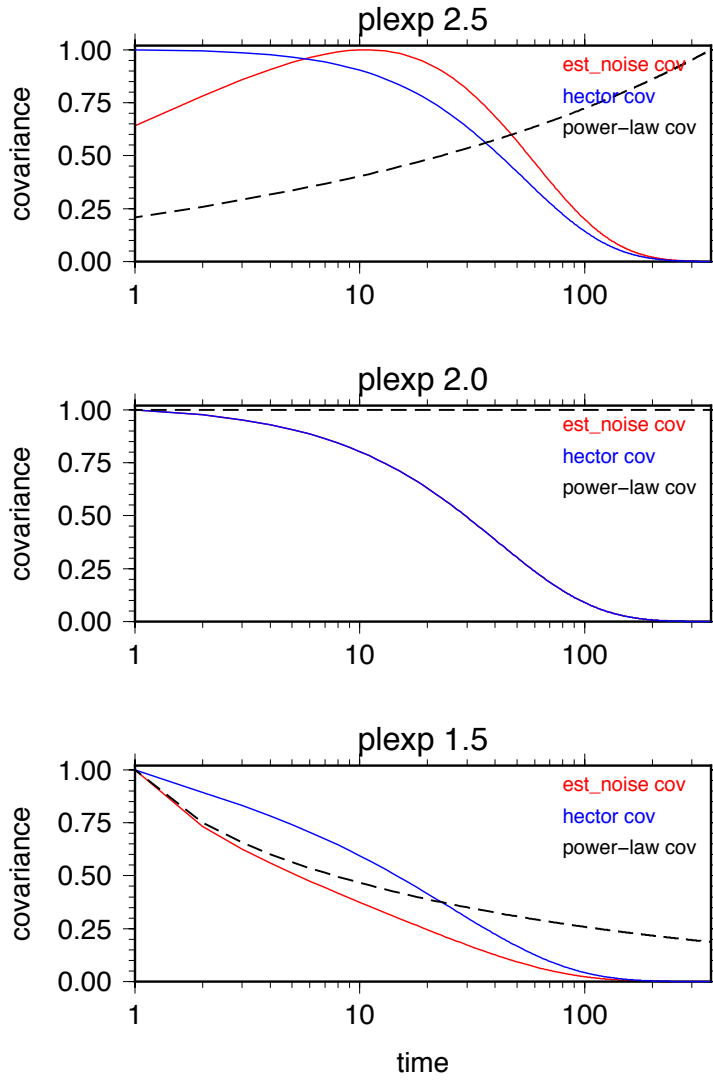 plexp 2.5
covariance
1.00
0.75
0.50
0.25
0.00
est_noise cov
hector cov
power−law cov
1 10 100
plexp 2.0
covariance
1.00
0.75
0.50
0.25
0.00
est_noise cov
hector cov
power−law cov
1 10 100
plexp 1.5
covariance
1.00
0.75
0.50
0.25
0.00
est_noise cov
hector cov
power−law cov
1 10 100
time